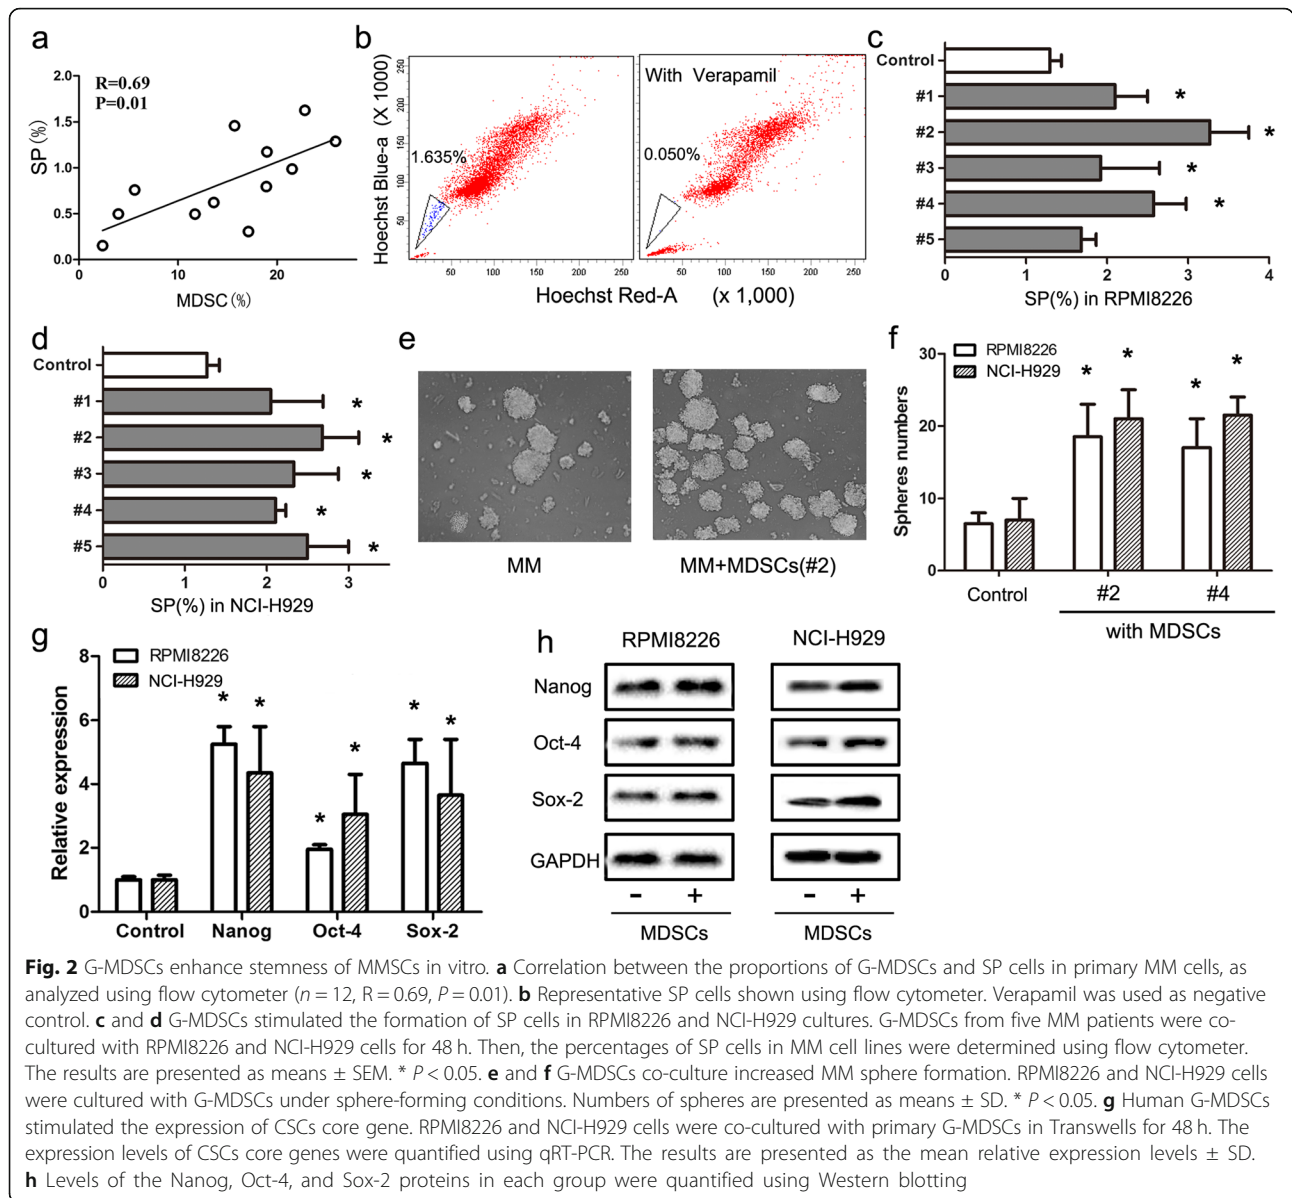 a
R=0.69
P=0.01
2.0
1.5
1.0
0.5
0.0
SP(%)
10
20
MDSC(%)
b
Hoechst Blue-a (X 1000)
250
200
150
100
50
1.635%
50 100 150 200 250
With Verapamil
0.050%
50 100 150 200 250
Hoechst Red-A (x 1,000)
c
Control
#1 *
#2 *
#3 *
#4 *
#5
0 1 2 3 4
SP(%) in RPMI8226
d
Control
#1 *
#2 *
#3 *
#4 *
#5 *
0 1 2 3
SP(%) in NCI-H929
e
MM
MM+MDSCs(#2)
f
RPMI8226
NCI-H929
30
20
10
0
Spheres numbers
* * * *
Control #2 #4
with MDSCs
g
RPMI8226
NCI-H929
8
6
4
2
0
Relative expression
* * * * * *
Control Nanog Oct-4 Sox-2
h
RPMI8226 NCI-H929
Nanog
Oct-4
Sox-2
GAPDH
− + − +
MDSCs MDSCs
Fig. 2 G-MDSCs enhance stemness of MMSCs in vitro. a Correlation between the proportions of G-MDSCs and SP cells in primary MM cells, as
analyzed using flow cytometer (n = 12, R = 0.69, P = 0.01). b Representative SP cells shown using flow cytometer. Verapamil was used as negative
control. c and d G-MDSCs stimulated the formation of SP cells in RPMI8226 and NCI-H929 cultures. G-MDSCs from five MM patients were co-
cultured with RPMI8226 and NCI-H929 cells for 48 h. Then, the percentages of SP cells in MM cell lines were determined using flow cytometer.
The results are presented as means ± SEM. * P < 0.05. e and f G-MDSCs co-culture increased MM sphere formation. RPMI8226 and NCI-H929 cells
were cultured with G-MDSCs under sphere-forming conditions. Numbers of spheres are presented as means ± SD. * P < 0.05. g Human G-MDSCs
stimulated the expression of CSCs core gene. RPMI8226 and NCI-H929 cells were co-cultured with primary G-MDSCs in Transwells for 48 h. The
expression levels of CSCs core genes were quantified using qRT-PCR. The results are presented as the mean relative expression levels ± SD.
h Levels of the Nanog, Oct-4, and Sox-2 proteins in each group were quantified using Western blotting